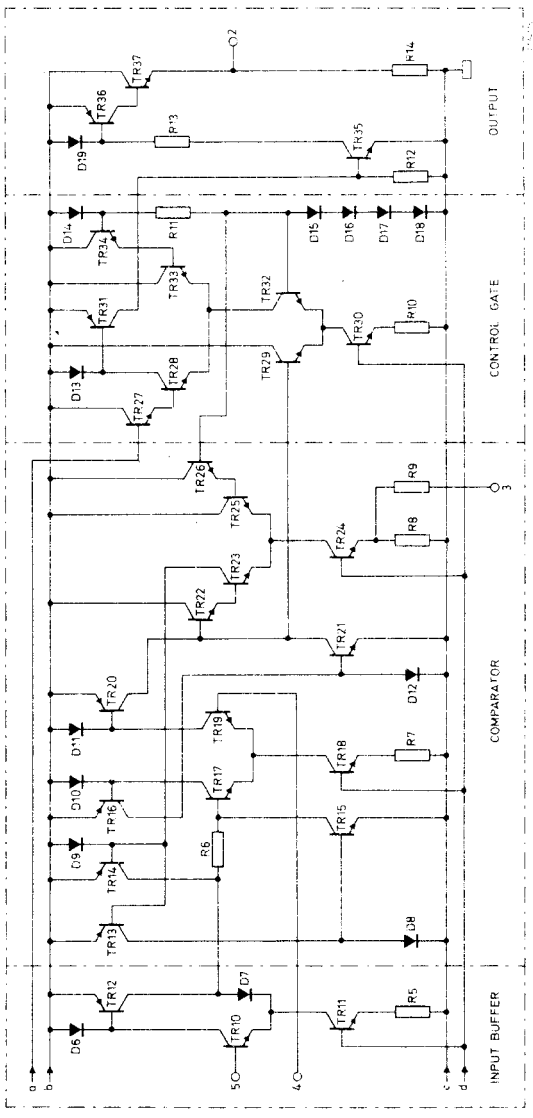 a
b
c
d
5
4
3
2
D6
TR12
D7
TR10
TR11
R5
INPUT BUFFER
TR13
TR14
D9
TR16
D10
D11
TR20
R6
TR17
TR19
TR15
D8
TR18
R7
TR22
TR23
TR21
D12
TR25
TR26
TR24
R8
R9
COMPARATOR
TR27
D13
TR28
TR31
D14
TR34
TR33
R11
TR29
TR32
TR30
R10
D15
D16
D17
D18
CONTROL GATE
D19
TR36
TR37
R13
TR35
R12
R14
OUTPUT